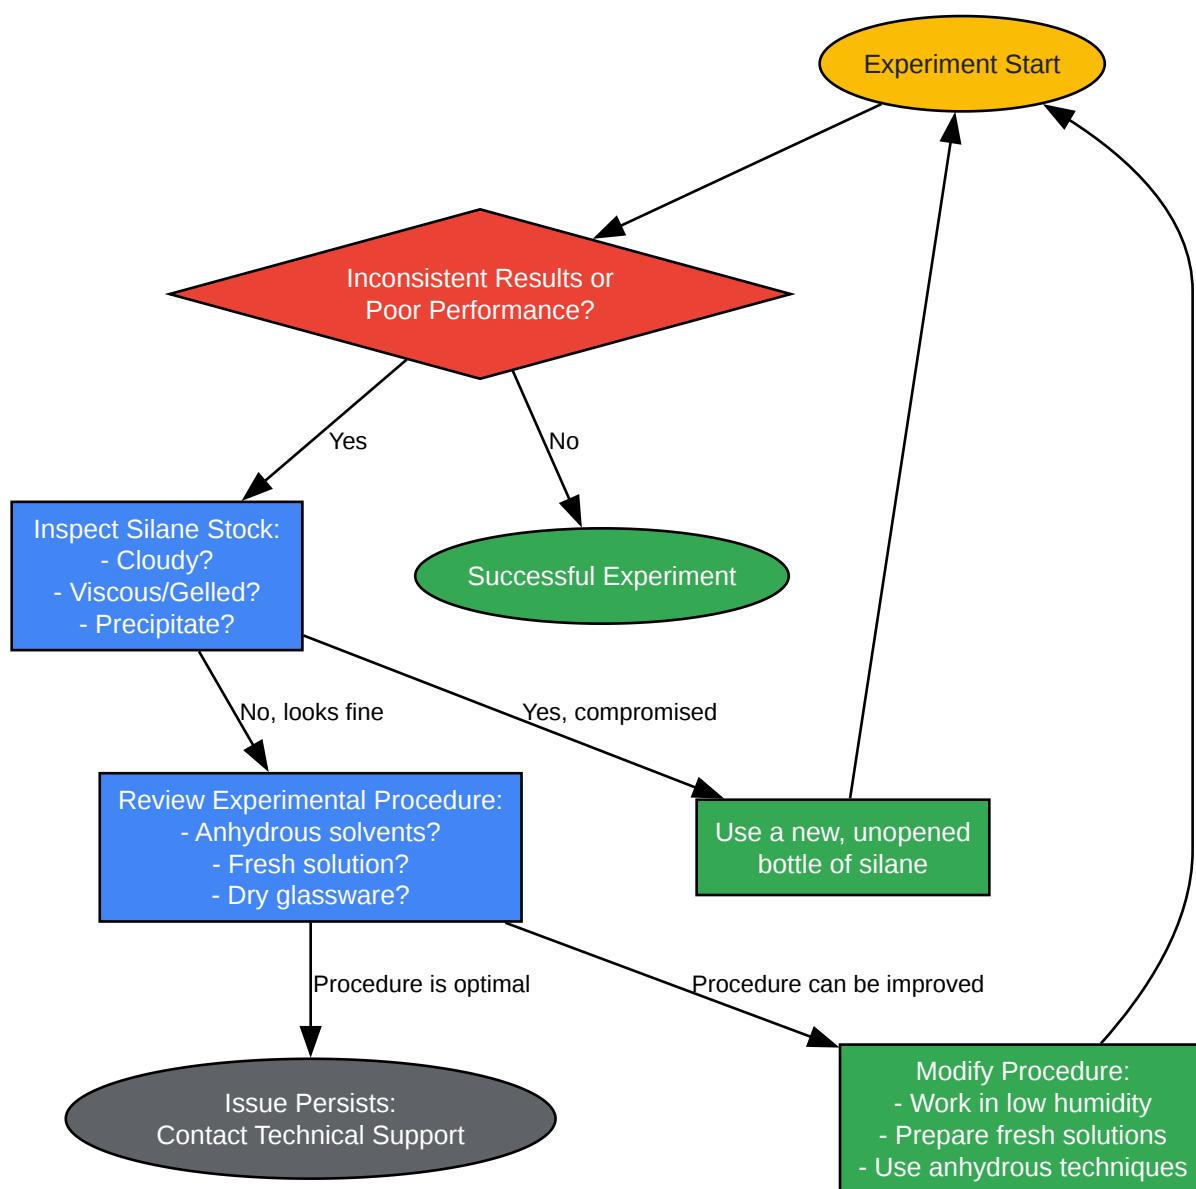 Experiment Start
Inconsistent Results or
Poor Performance?
Yes
No
Inspect Silane Stock:
- Cloudy?
- Viscous/Gelled?
- Precipitate?
Successful Experiment
No, looks fine
Yes, compromised
Review Experimental Procedure:
- Anhydrous solvents?
- Fresh solution?
- Dry glassware?
Use a new, unopened
bottle of silane
Procedure is optimal
Procedure can be improved
Issue Persists:
Contact Technical Support
Modify Procedure:
- Work in low humidity
- Prepare fresh solutions
- Use anhydrous techniques